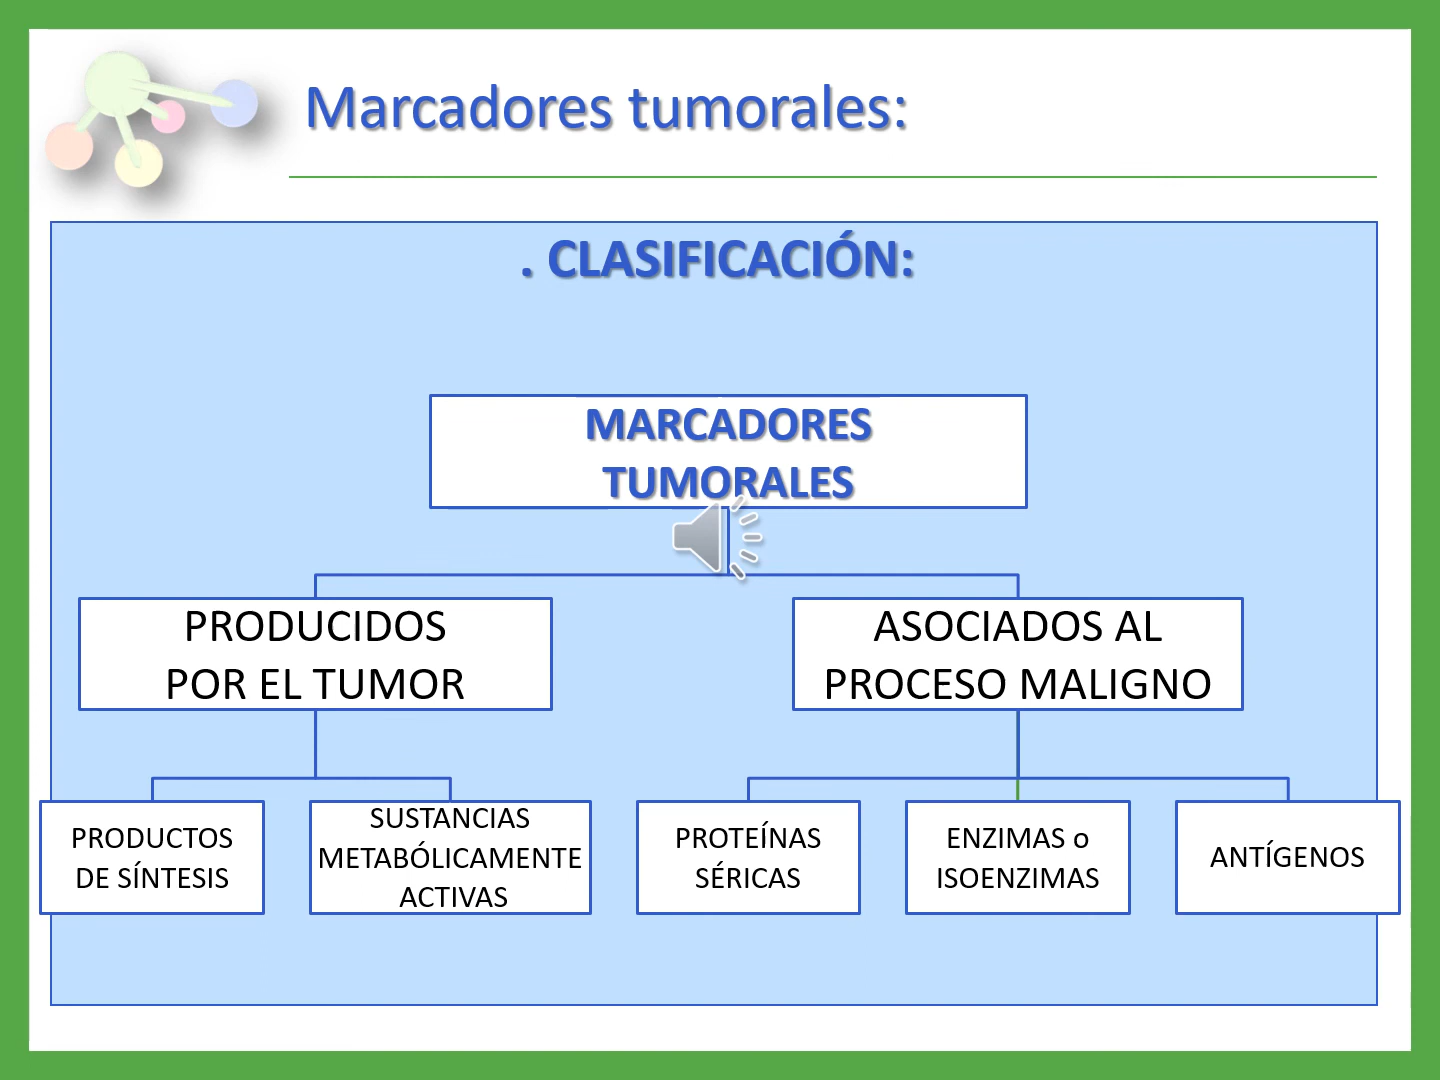 Marcadores tumorales:
. CLASIFICACIÓN:
MARCADORES
TUMORALES
PRODUCIDOS
POR EL TUMOR
ASOCIADOS AL
PROCESO MALIGNO
PRODUCTOS
DE SÍNTESIS
SUSTANCIAS
METABÓLICAMENTE
ACTIVAS
PROTEÍNAS
SÉRICAS
ENZIMAS o
ISOENZIMAS
ANTÍGENOS